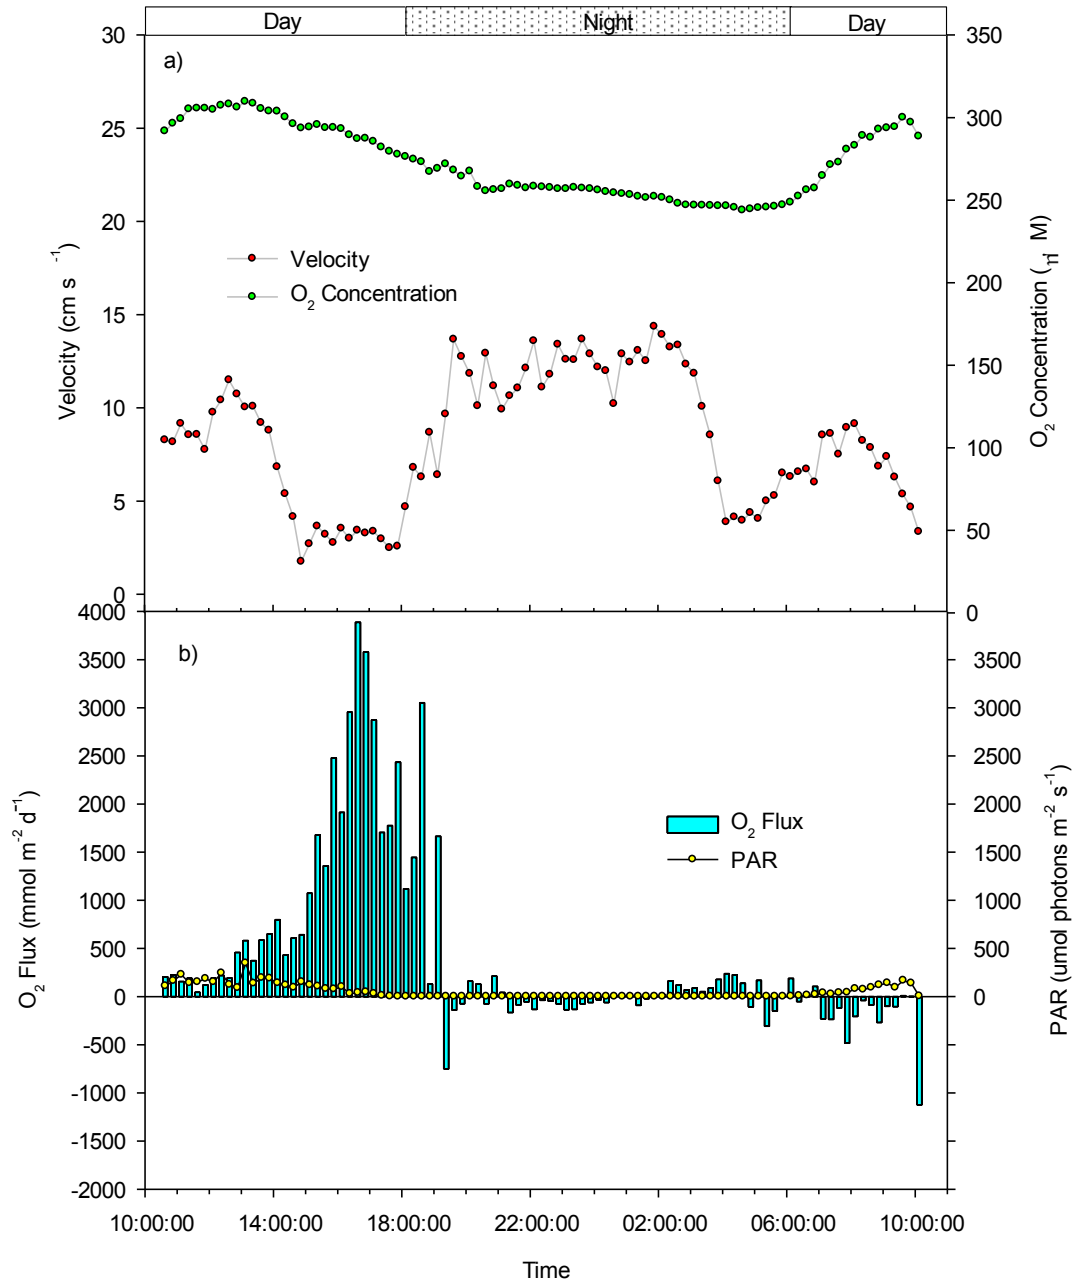 Day Night Day
a)
30
25
20
15
10
5
0
Velocity (cm s -1)
350
300
250
200
150
100
50
0
O2 Concentration (η M)
Velocity
O2 Concentration
b)
4000
3500
3000
2500
2000
1500
1000
500
0
-500
-1000
-1500
-2000
O2 Flux (mmol m-2 d-1)
3500
3000
2500
2000
1500
1000
500
0
PAR (umol photons m-2 s-1)
O2 Flux
PAR
10:00:00 14:00:00 18:00:00 22:00:00 02:00:00 06:00:00 10:00:00
Time